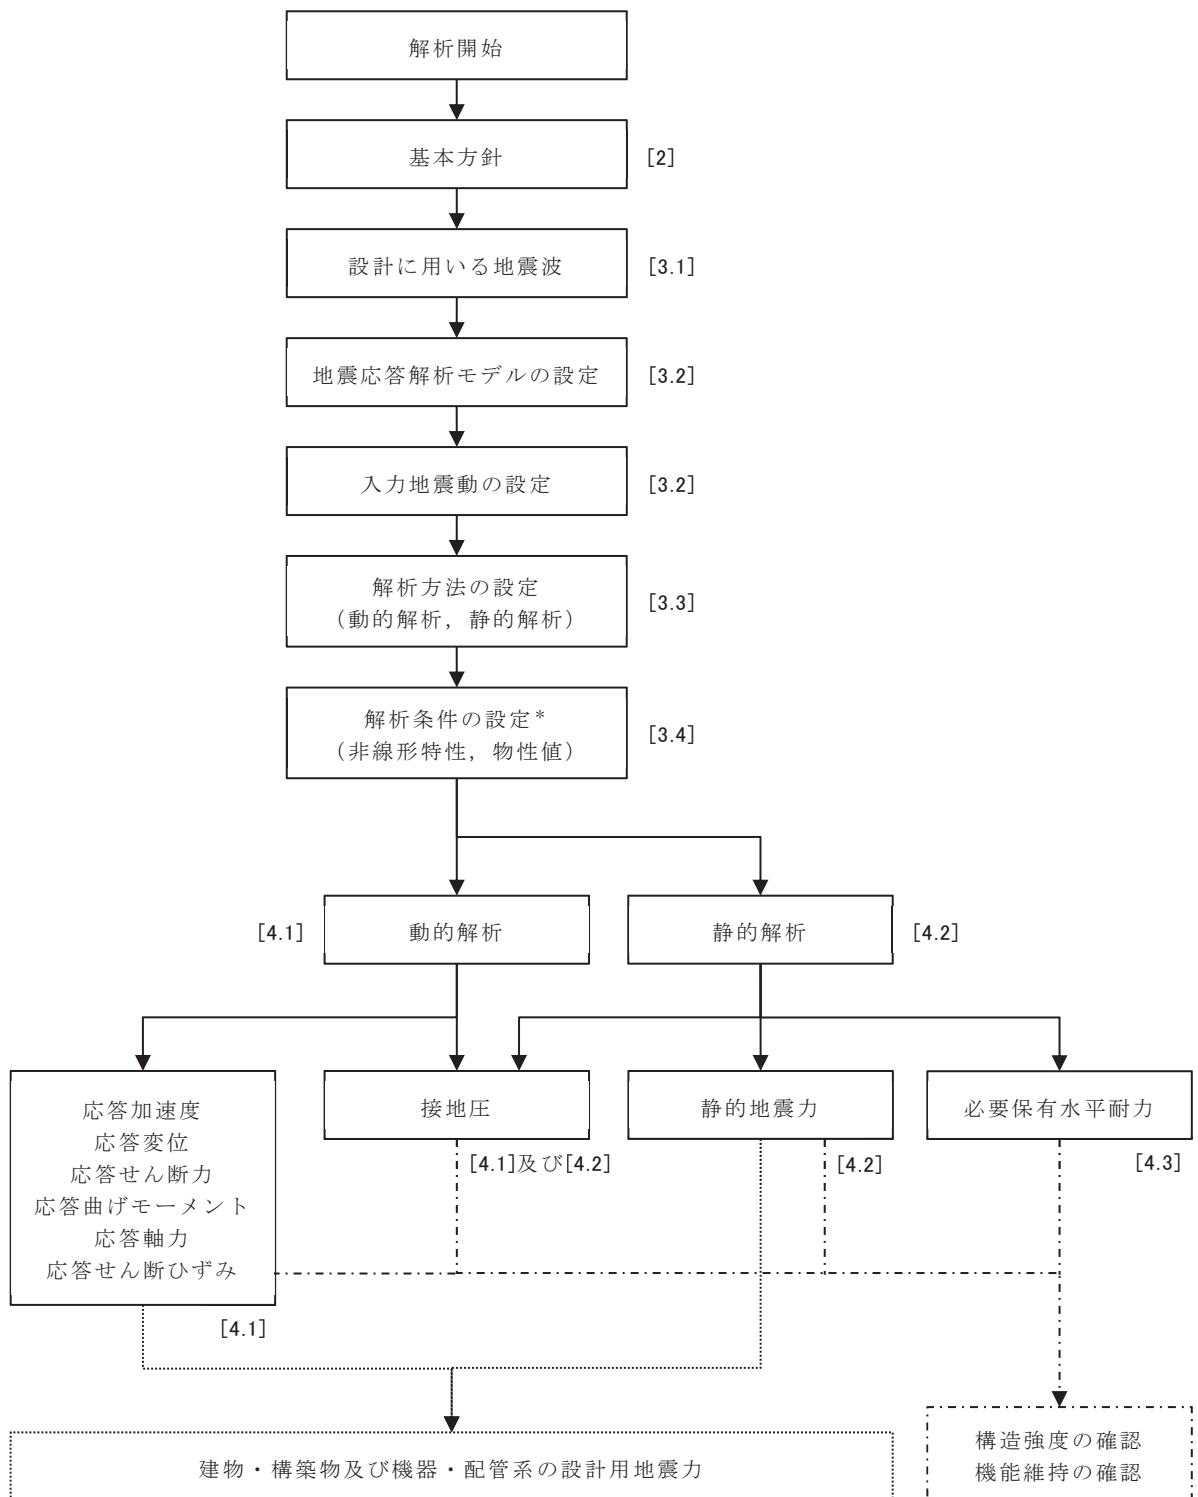 解析開始
基本方針
[2]
設計に用いる地震波
[3.1]
地震応答解析モデルの設定
[3.2]
入力地震動の設定
[3.2]
解析方法の設定
（動的解析，静的解析）
[3.3]
解析条件の設定*
（非線形特性，物性値）
[3.4]
[4.1]
動的解析
静的解析
[4.2]
応答加速度
応答変位
応答せん断力
応答曲げモーメント
応答軸力
応答せん断ひずみ
[4.1]
接地圧
[4.1]及び[4.2]
静的地震力
[4.2]
必要保有水平耐力
[4.3]
建物・構築物及び機器・配管系の設計用地震力
構造強度の確認
機能維持の確認